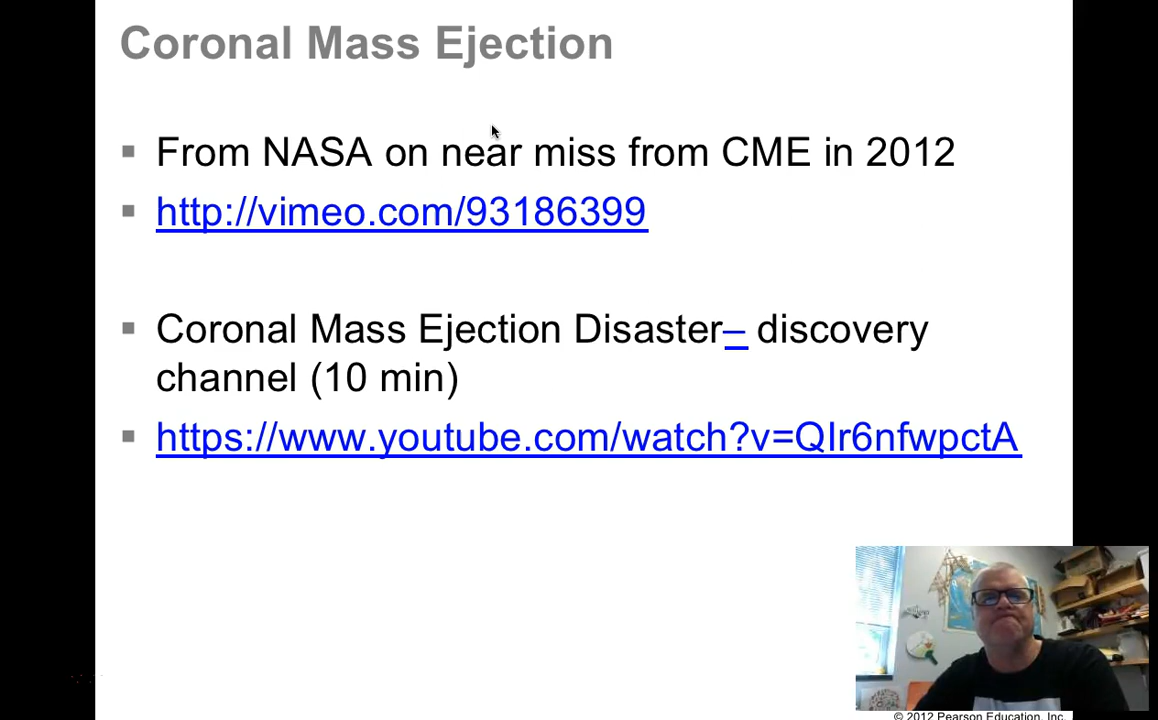 Coronal Mass Ejection
▪ From NASA on near miss from CME in 2012
▪ http://vimeo.com/93186399
▪ Coronal Mass Ejection Disaster– discovery
channel (10 min)
▪ https://www.youtube.com/watch?v=QIr6nfwpctA
© 2012 Pearson Education, Inc.